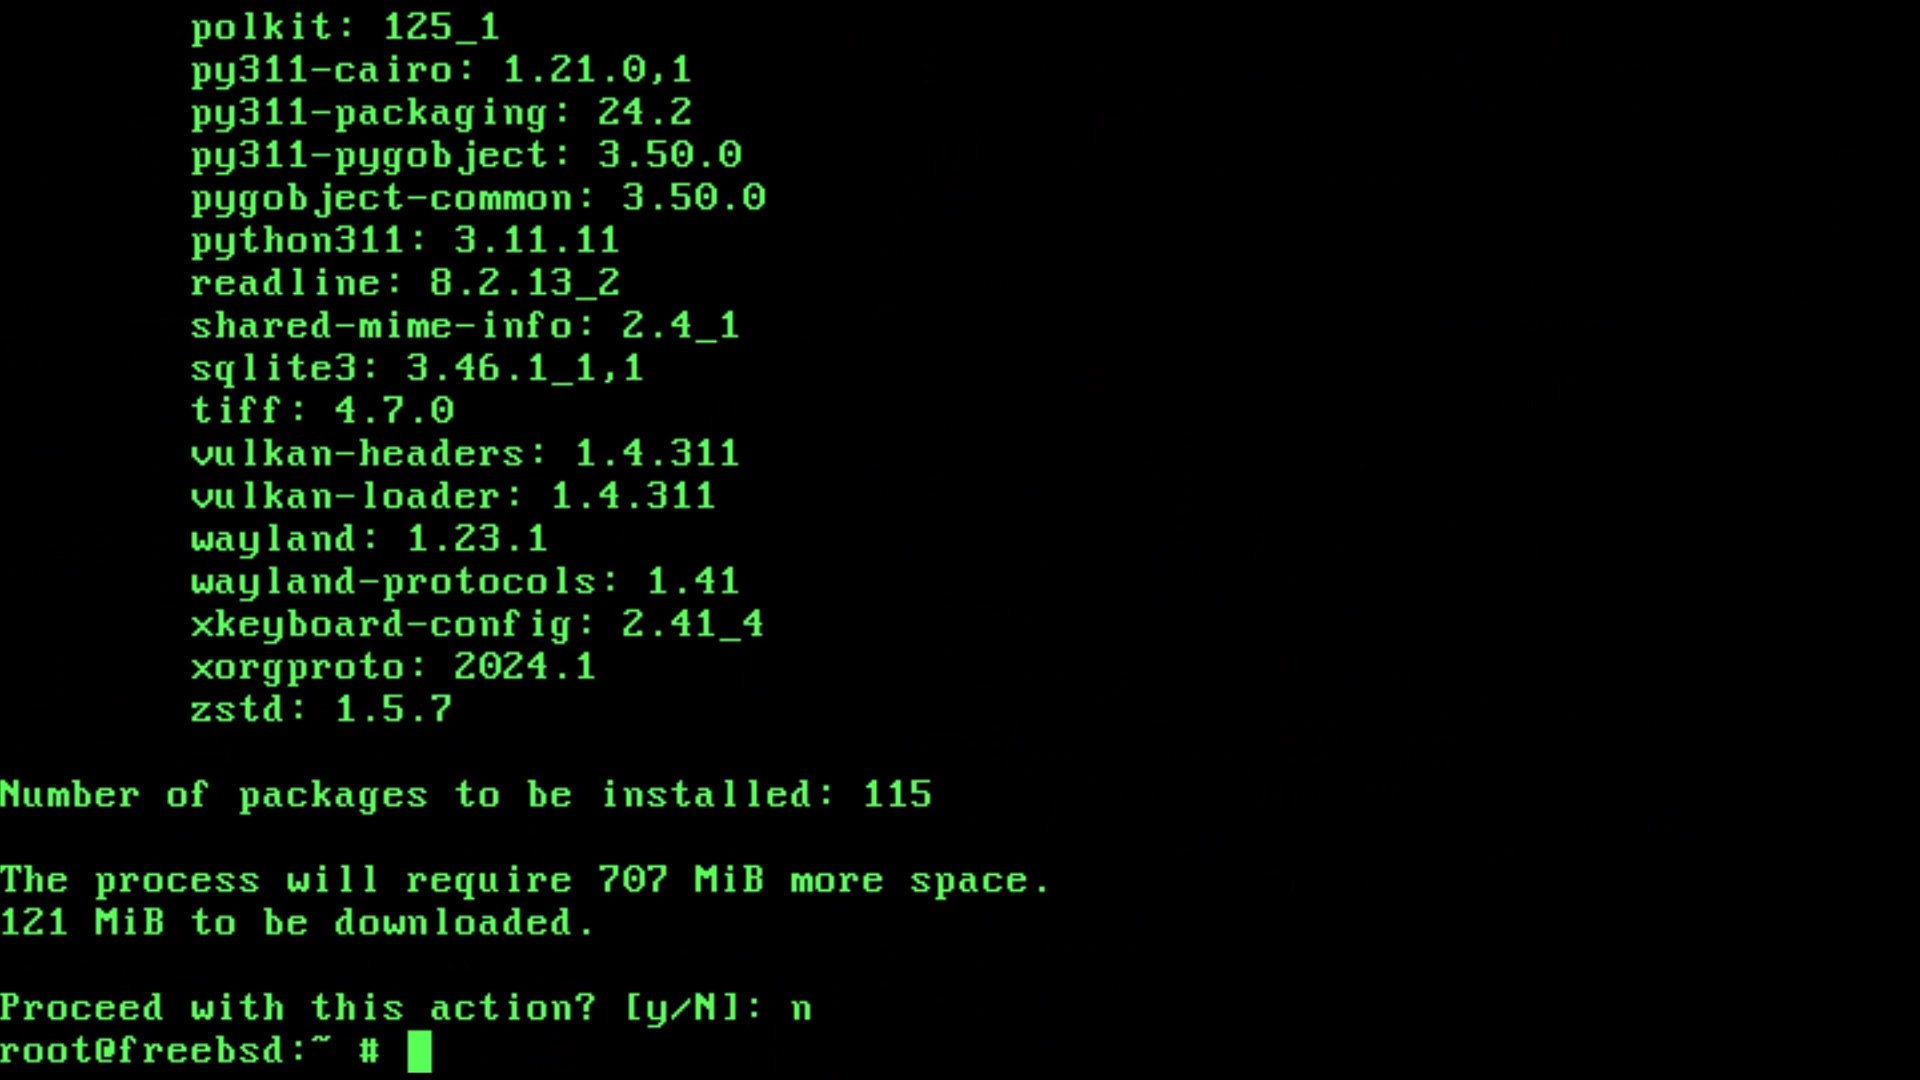 polkit: 125_1
py311-cairo: 1.21.0,1
py311-packaging: 24.2
py311-pygobject: 3.50.0
pygobject-common: 3.50.0
python311: 3.11.11
readline: 8.2.13_2
shared-mime-info: 2.4_1
sqlite3: 3.46.1_1,1
tiff: 4.7.0
vulkan-headers: 1.4.311
vulkan-loader: 1.4.311
wayland: 1.23.1
wayland-protocols: 1.41
xkeyboard-config: 2.41_4
xorgproto: 2024.1
zstd: 1.5.7
Number of packages to be installed: 115
The process will require 707 MiB more space.
121 MiB to be downloaded.
Proceed with this action? [y/N]: n
root@freebsd:~ #